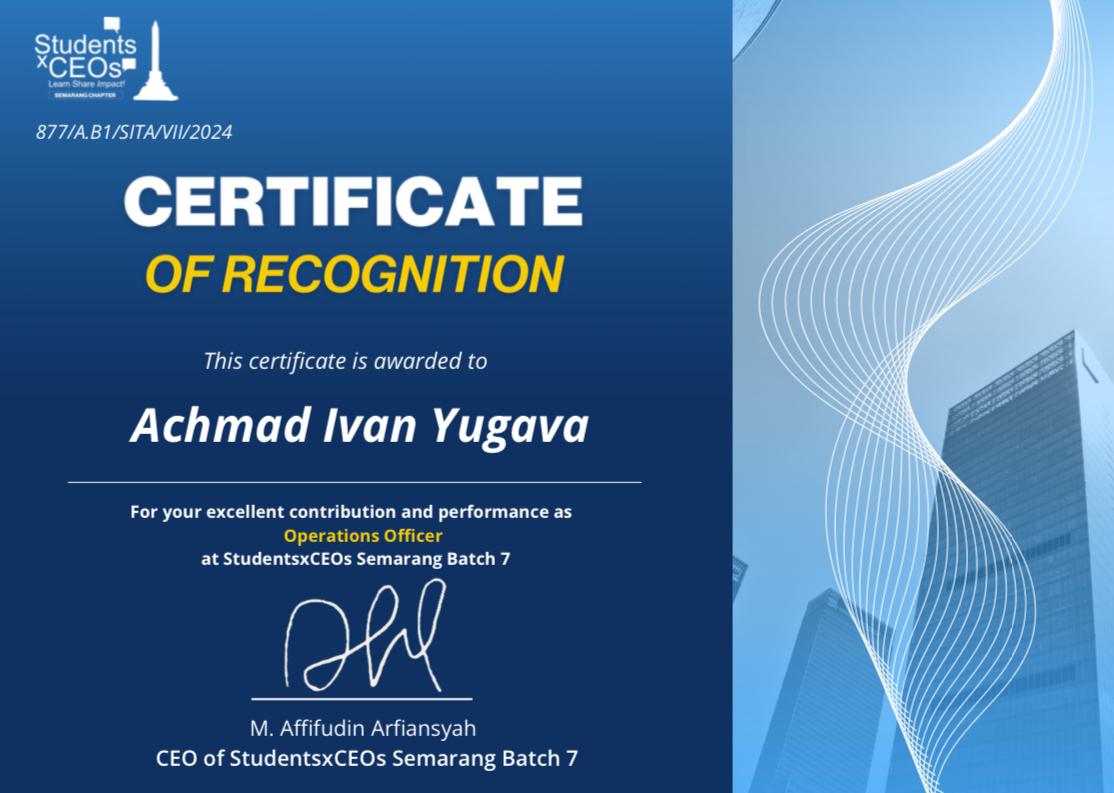 Students
xCEOs
Learn Share Impact!
SEMARANG CHAPTER
877/A.B1/SITA/VII/2024
CERTIFICATE
OF RECOGNITION
This certificate is awarded to
Achmad Ivan Yugava
For your excellent contribution and performance as
Operations Officer
at StudentsxCEOs Semarang Batch 7
M. Affifudin Arfiansyah
CEO of StudentsxCEOs Semarang Batch 7